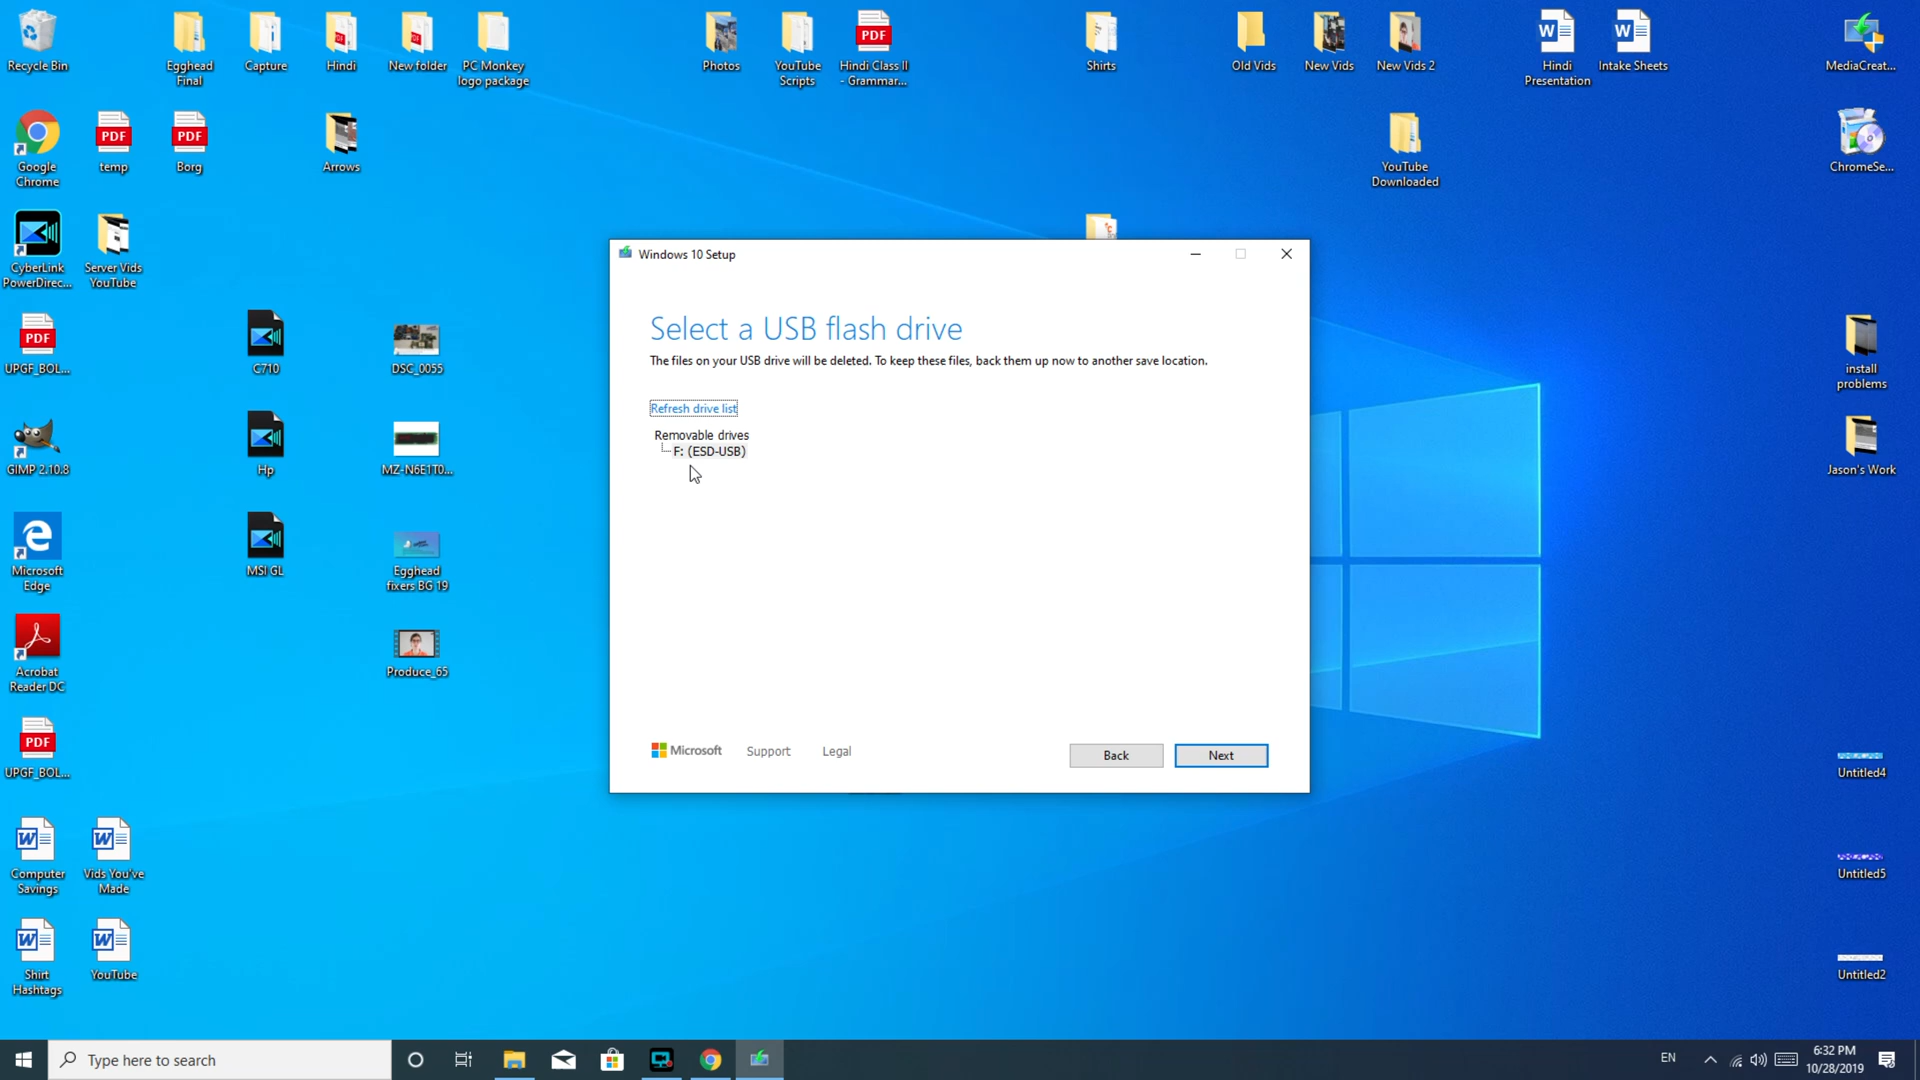 Recycle Bin
Egghead
Final
Capture
Hindi
New folder
PC Monkey
logo package
Photos
YouTube
Scripts
Hindi Class II
- Grammar...
Shirts
Old Vids
New Vids
New Vids 2
Hindi
Presentation
Intake Sheets
MediaCreat...
Google
Chrome
temp
Borg
Arrows
YouTube
Downloaded
ChromeSe...
CyberLink
PowerDirec...
Server Vids
YouTube
UPGF_BOL...
C710
DSC_0055
install
problems
GIMP 2.10.8
Hp
MZ-N6E1T0...
Jason's Work
Microsoft
Edge
MSI GL
Egghead
fixers BG 19
Acrobat
Reader DC
Produce_65
UPGF_BOL...
Untitled4
Computer
Savings
Vids You've
Made
Untitled5
Shirt
Hashtags
YouTube
Untitled2
Windows 10 Setup
Select a USB flash drive
The files on your USB drive will be deleted. To keep these files, back them up now to another save location.
Refresh drive list
Removable drives
F: (ESD-USB)
Microsoft
Support
Legal
Back
Next
Type here to search
EN
6:32 PM
10/28/2019